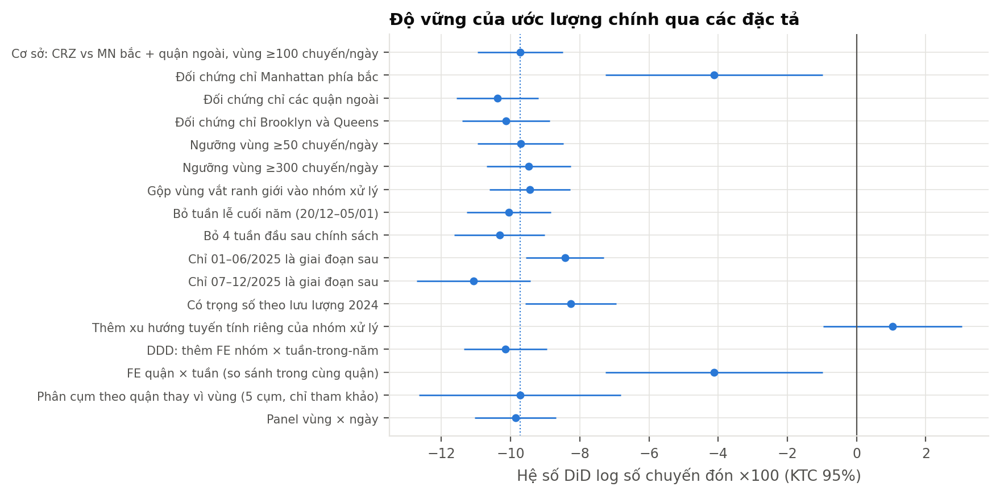 Độ vững của ước lượng chính qua các đặc tả
Cơ sở: CRZ vs MN bắc + quận ngoài, vùng ≥100 chuyến/ngày
Đối chứng chỉ Manhattan phía bắc
Đối chứng chỉ các quận ngoài
Đối chứng chỉ Brooklyn và Queens
Ngưỡng vùng ≥50 chuyến/ngày
Ngưỡng vùng ≥300 chuyến/ngày
Gộp vùng vắt ranh giới vào nhóm xử lý
Bỏ tuần lễ cuối năm (20/12–05/01)
Bỏ 4 tuần đầu sau chính sách
Chỉ 01–06/2025 là giai đoạn sau
Chỉ 07–12/2025 là giai đoạn sau
Có trọng số theo lưu lượng 2024
Thêm xu hướng tuyến tính riêng của nhóm xử lý
DDD: thêm FE nhóm × tuần-trong-năm
FE quận × tuần (so sánh trong cùng quận)
Phân cụm theo quận thay vì vùng (5 cụm, chỉ tham khảo)
Panel vùng × ngày
−12 −10 −8 −6 −4 −2 0 2
Hệ số DiD log số chuyến đón ×100 (KTC 95%)